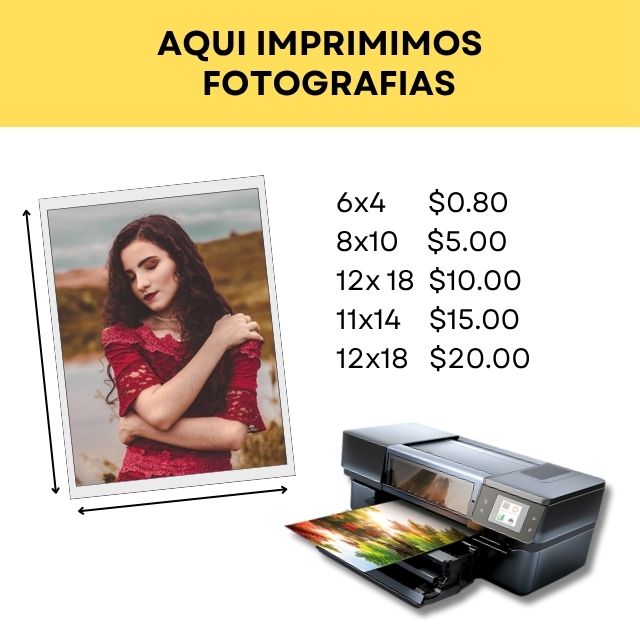 AQUI IMPRIMIMOS
FOTOGRAFIAS
6x4 $0.80
8x10 $5.00
12x 18 $10.00
11x14 $15.00
12x18 $20.00